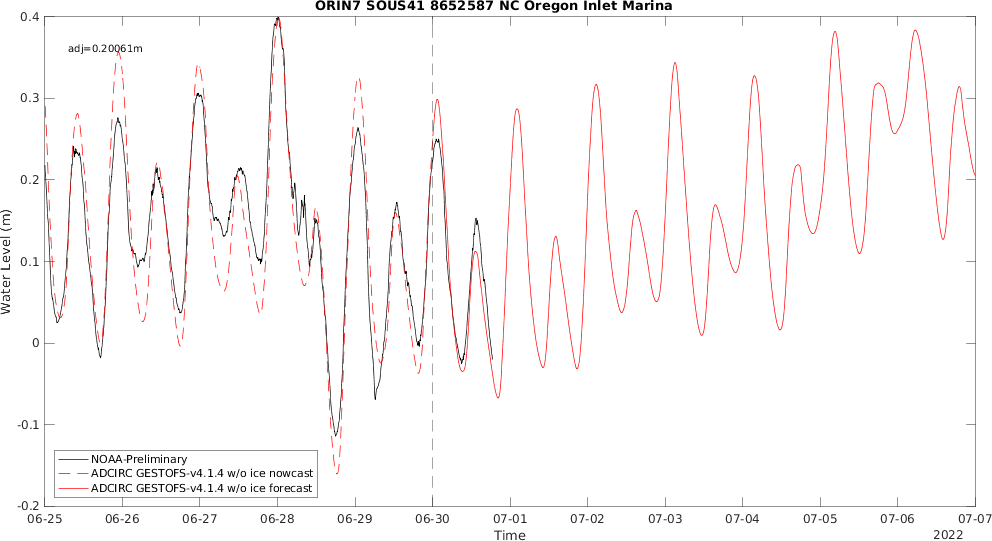 ORIN7 SOUS41 8652587 NC Oregon Inlet Marina
adj=0.20061m
0.4
0.3
0.2
0.1
0
-0.1
-0.2
Water Level (m)
NOAA-Preliminary
ADCIRC GESTOFS-v4.1.4 w/o ice nowcast
ADCIRC GESTOFS-v4.1.4 w/o ice forecast
06-25 06-26 06-27 06-28 06-29 06-30 07-01 07-02 07-03 07-04 07-05 07-06 07-07
Time
2022